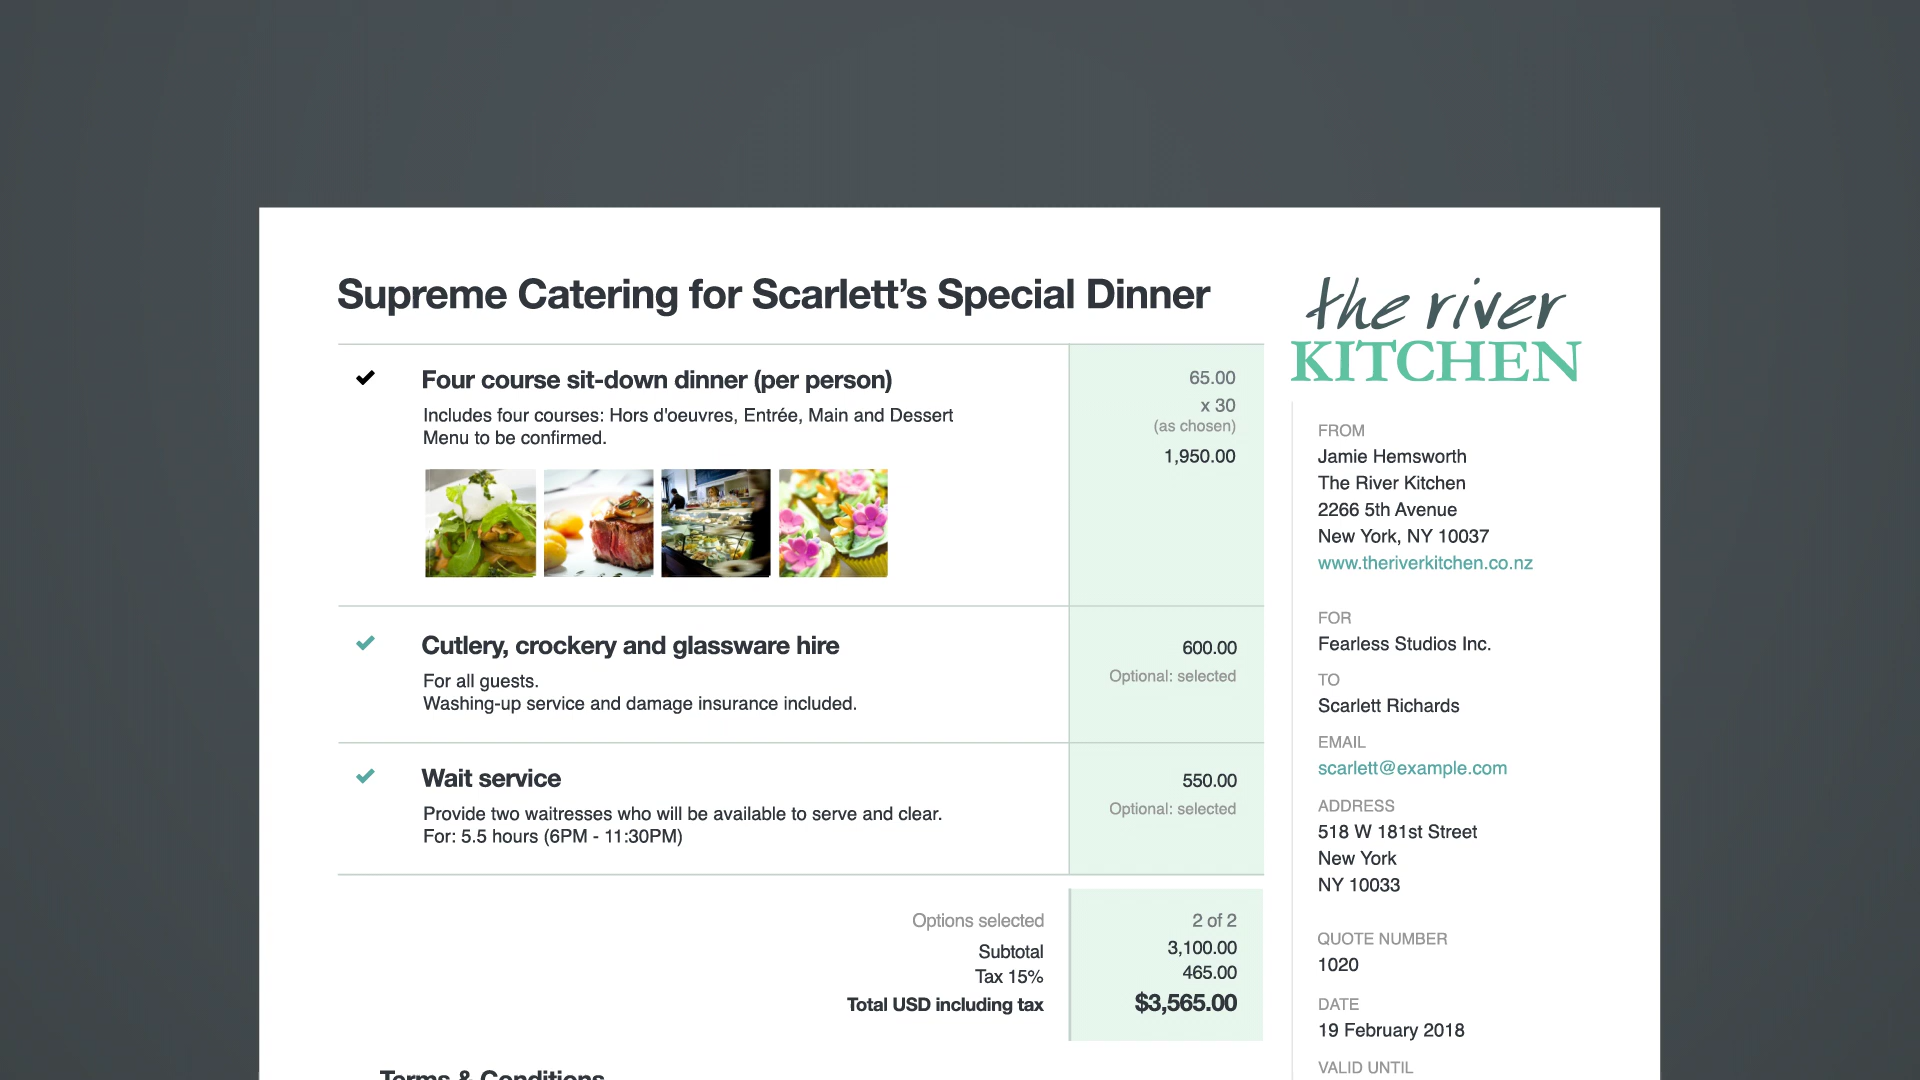 Supreme Catering for Scarlett’s Special Dinner
Four course sit-down dinner (per person)
Includes four courses: Hors d'oeuvres, Entrée, Main and Dessert
Menu to be confirmed.
65.00
x 30
(as chosen)
1,950.00
Cutlery, crockery and glassware hire
For all guests.
Washing-up service and damage insurance included.
600.00
Optional: selected
Wait service
Provide two waitresses who will be available to serve and clear.
For: 5.5 hours (6PM - 11:30PM)
550.00
Optional: selected
Options selected 2 of 2
Subtotal 3,100.00
Tax 15% 465.00
Total USD including tax $3,565.00
Terms & Conditions
the river
KITCHEN
FROM
Jamie Hemsworth
The River Kitchen
2266 5th Avenue
New York, NY 10037
www.theriverkitchen.co.nz
FOR
Fearless Studios Inc.
TO
Scarlett Richards
EMAIL
scarlett@example.com
ADDRESS
518 W 181st Street
New York
NY 10033
QUOTE NUMBER
1020
DATE
19 February 2018
VALID UNTIL